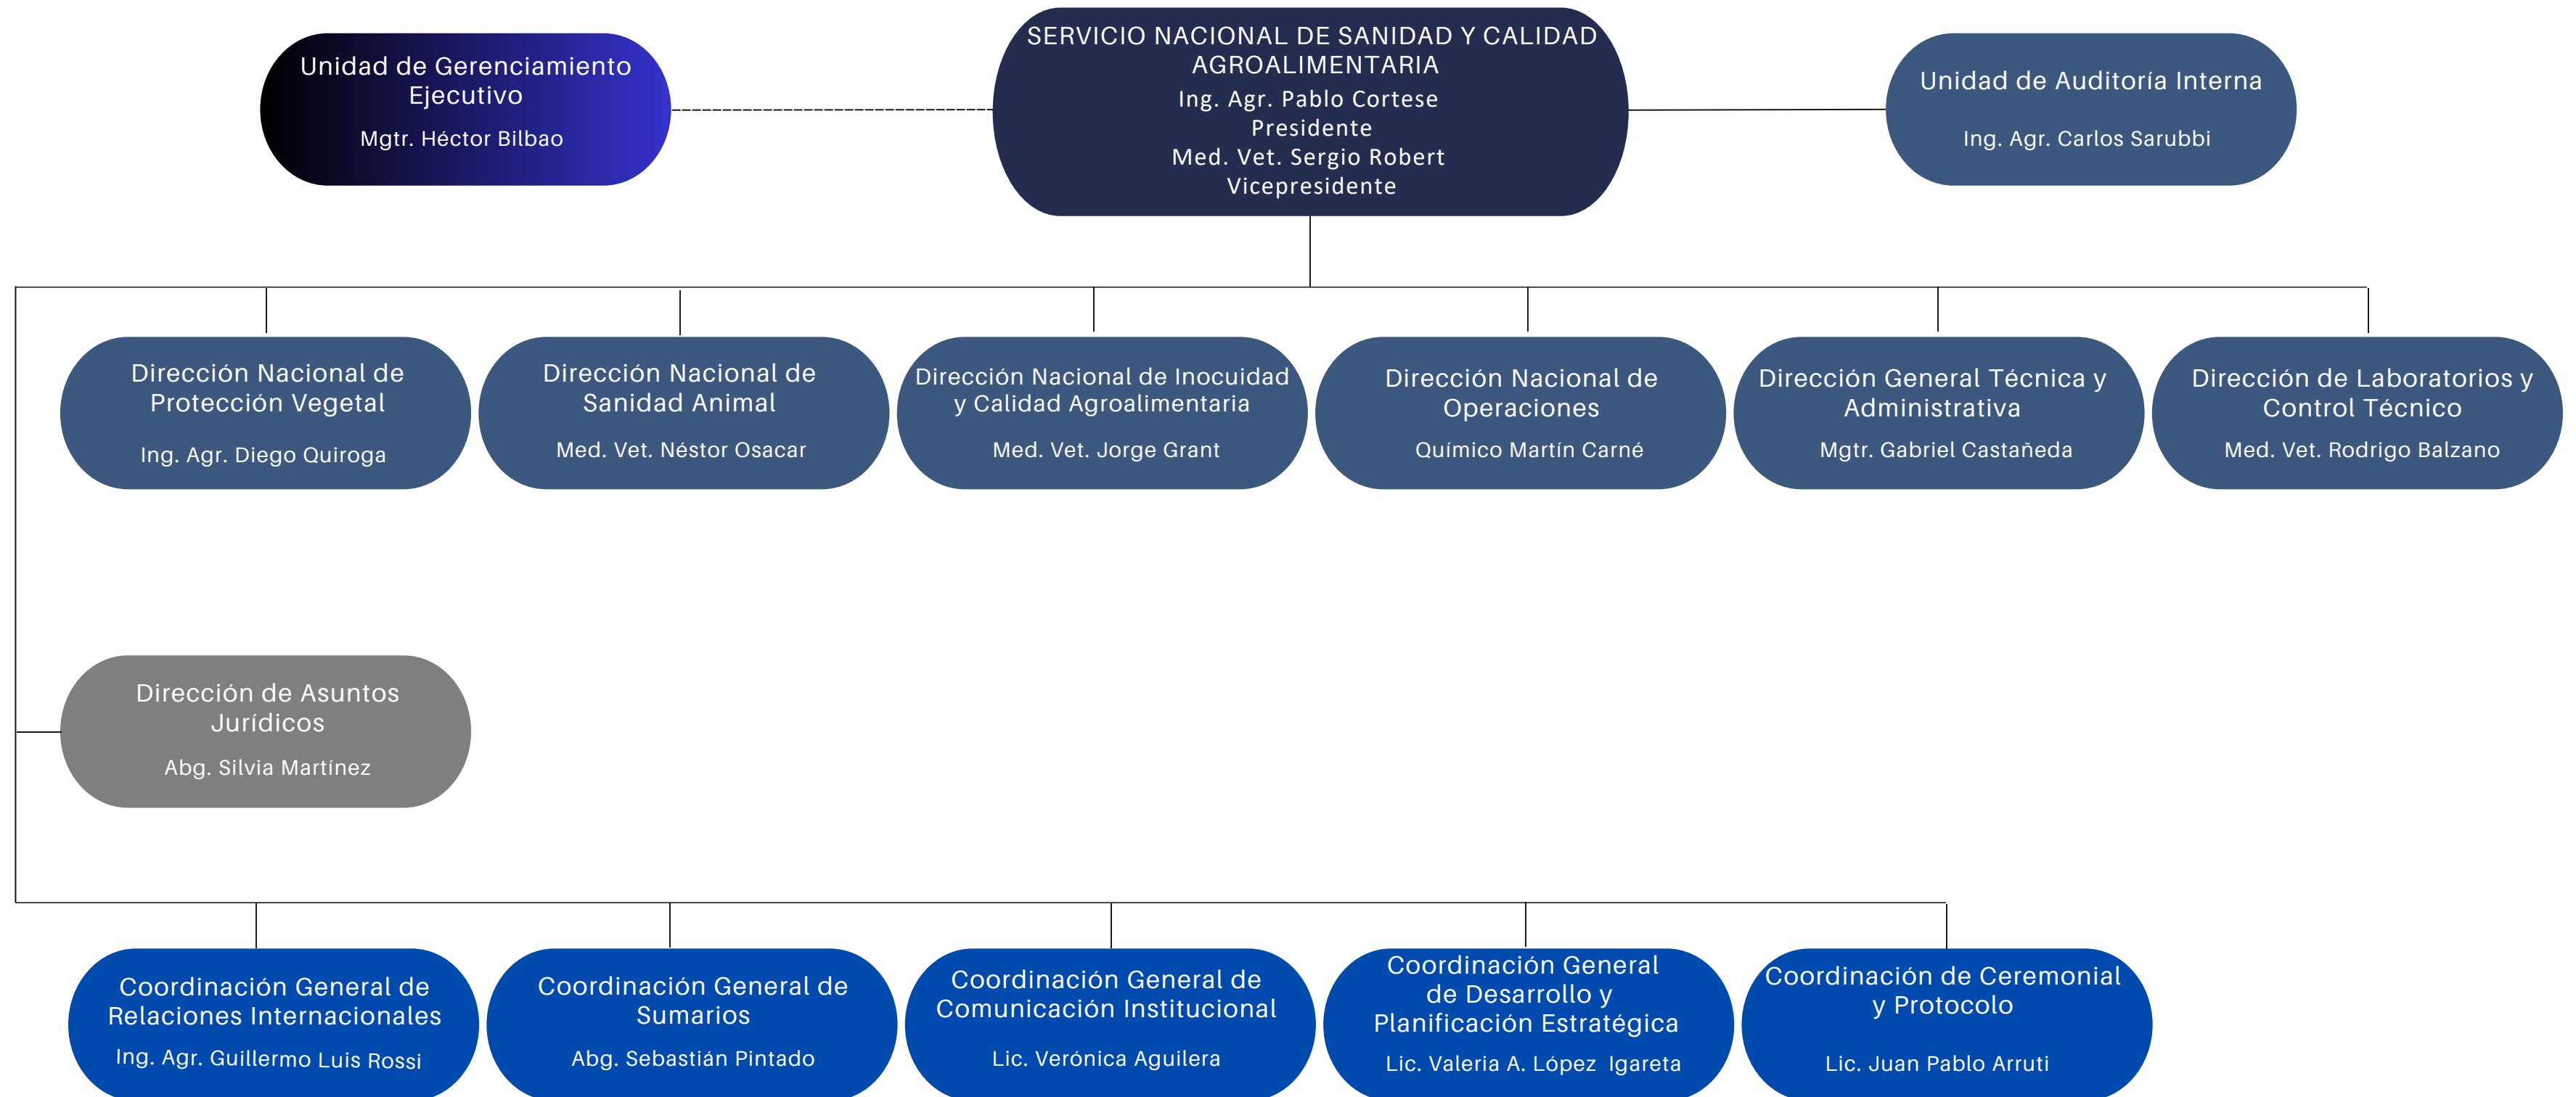 Unidad de Gerenciamiento
Ejecutivo
Mgtr. Héctor Bilbao
SERVICIO NACIONAL DE SANIDAD Y CALIDAD
AGROALIMENTARIA
Ing. Agr. Pablo Cortese
Presidente
Med. Vet. Sergio Robert
Vicepresidente
Unidad de Auditoría Interna
Ing. Agr. Carlos Sarubbi
Dirección Nacional de
Protección Vegetal
Ing. Agr. Diego Quiroga
Dirección Nacional de
Sanidad Animal
Med. Vet. Néstor Osacar
Dirección Nacional de Inocuidad
y Calidad Agroalimentaria
Med. Vet. Jorge Grant
Dirección Nacional de
Operaciones
Químico Martín Carné
Dirección General Técnica y
Administrativa
Mgtr. Gabriel Castañeda
Dirección de Laboratorios y
Control Técnico
Med. Vet. Rodrigo Balzano
Dirección de Asuntos
Jurídicos
Abg. Silvia Martínez
Coordinación General de
Relaciones Internacionales
Ing. Agr. Guillermo Luis Rossi
Coordinación General de
Sumarios
Abg. Sebastián Pintado
Coordinación General de
Comunicación Institucional
Lic. Verónica Aguilera
Coordinación General
de Desarrollo y
Planificación Estratégica
Lic. Valeria A. López Igareta
Coordinación de Ceremonial
y Protocolo
Lic. Juan Pablo Arruti